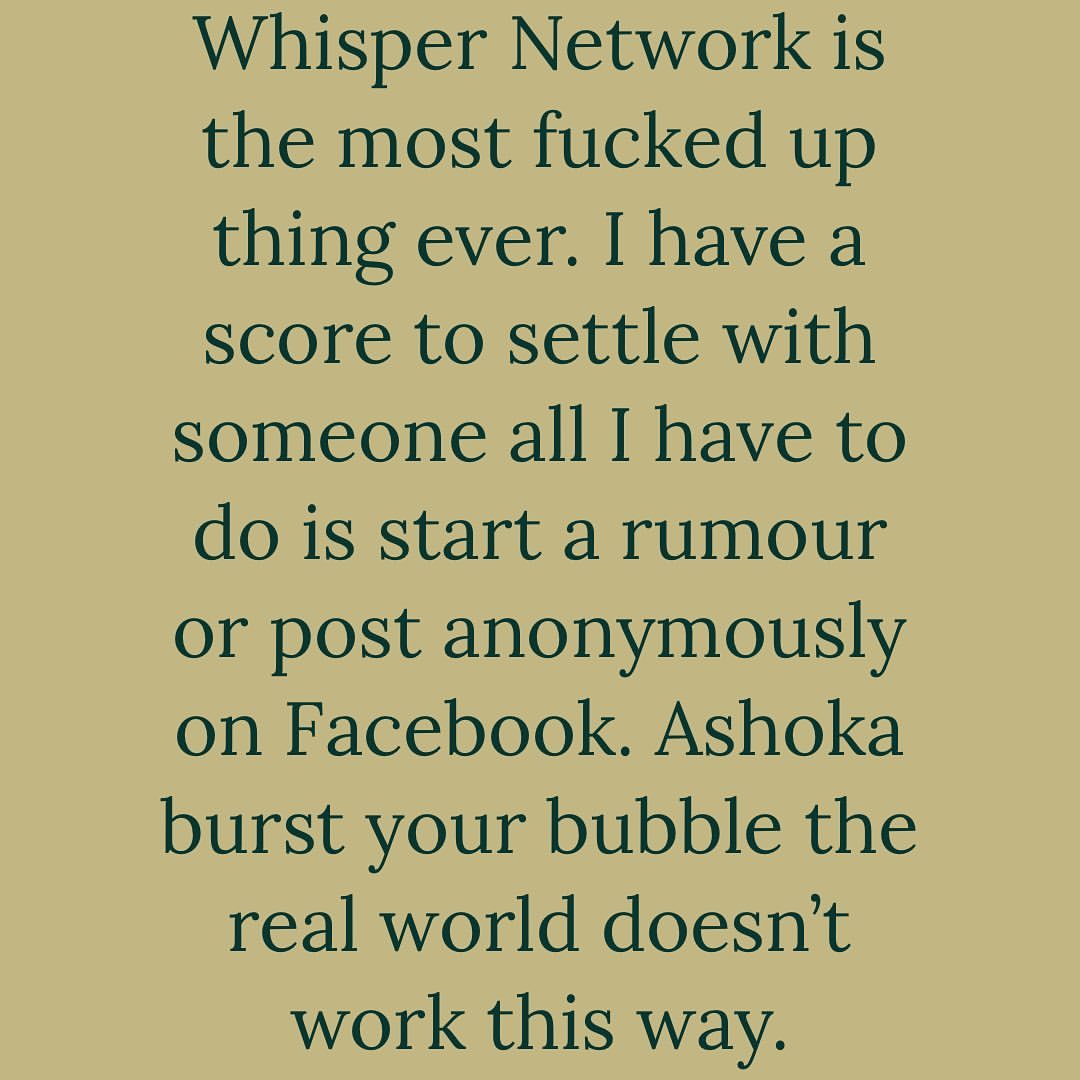 Whisper Network is
the most fucked up
thing ever. I have a
score to settle with
someone all I have to
do is start a rumour
or post anonymously
on Facebook. Ashoka
burst your bubble the
real world doesn’t
work this way.